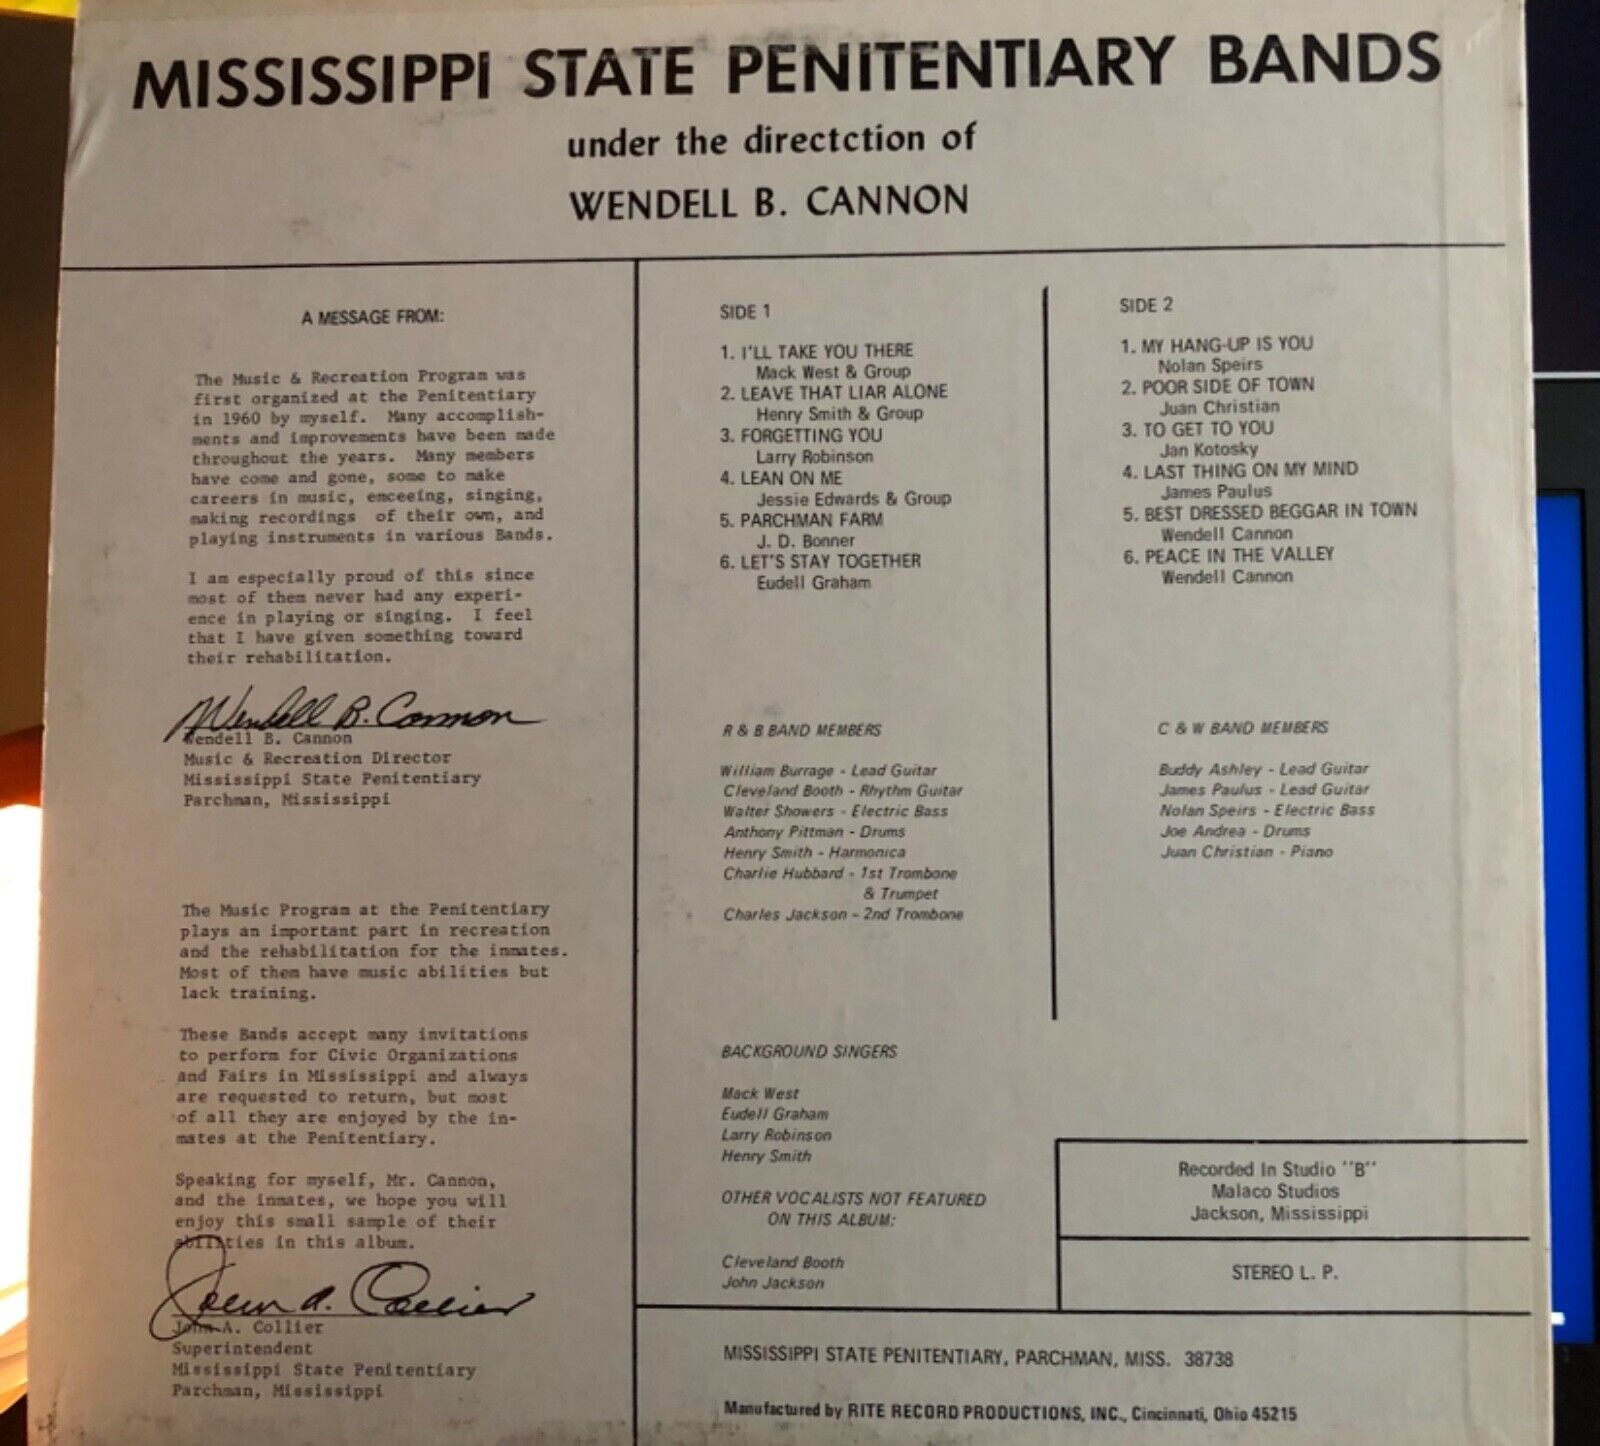 MISSISSIPPI STATE PENITENTIARY BANDS
under the directction of
WENDELL B. CANNON
A MESSAGE FROM:
The Music & Recreation Program was
first organized at the Penitentiary
in 1960 by myself. Many accomplish-
ments and improvements have been made
throughout the years. Many members
have come and gone, some to make
careers in music, emceeing, singing,
making recordings of their own, and
playing instruments in various Bands.
I am especially proud of this since
most of them never had any experi-
ence in playing or singing. I feel
that I have given something toward
their rehabilitation.
Wendell B. Cannon
Wendell B. Cannon
Music & Recreation Director
Mississippi State Penitentiary
Parchman, Mississippi
The Music Program at the Penitentiary
plays an important part in recreation
and the rehabilitation for the inmates.
Most of them have music abilities but
lack training.
These Bands accept many invitations
to perform for Civic Organizations
and Fairs in Mississippi and always
are requested to return, but most
of all they are enjoyed by the in-
mates at the Penitentiary.
Speaking for myself, Mr. Cannon,
and the inmates, we hope you will
enjoy this small sample of their
abilities in this album.
John A. Collier
John A. Collier
Superintendent
Mississippi State Penitentiary
Parchman, Mississippi
SIDE 1
1. I'LL TAKE YOU THERE
Mack West & Group
2. LEAVE THAT LIAR ALONE
Henry Smith & Group
3. FORGETTING YOU
Larry Robinson
4. LEAN ON ME
Jessie Edwards & Group
5. PARCHMAN FARM
J. D. Bonner
6. LET'S STAY TOGETHER
Eudell Graham
SIDE 2
1. MY HANG-UP IS YOU
Nolan Speirs
2. POOR SIDE OF TOWN
Juan Christian
3. TO GET TO YOU
Jan Kotosky
4. LAST THING ON MY MIND
James Paulus
5. BEST DRESSED BEGGAR IN TOWN
Wendell Cannon
6. PEACE IN THE VALLEY
Wendell Cannon
R & B BAND MEMBERS
William Burrage - Lead Guitar
Cleveland Booth - Rhythm Guitar
Walter Showers - Electric Bass
Anthony Pittman - Drums
Henry Smith - Harmonica
Charlie Hubbard - 1st Trombone
& Trumpet
Charles Jackson - 2nd Trombone
C & W BAND MEMBERS
Buddy Ashley - Lead Guitar
James Paulus - Lead Guitar
Nolan Speirs - Electric Bass
Joe Andrea - Drums
Juan Christian - Piano
BACKGROUND SINGERS
Mack West
Eudell Graham
Larry Robinson
Henry Smith
OTHER VOCALISTS NOT FEATURED
ON THIS ALBUM:
Cleveland Booth
John Jackson
Recorded In Studio "B"
Malaco Studios
Jackson, Mississippi
STEREO L. P.
MISSISSIPPI STATE PENITENTIARY, PARCHMAN, MISS. 38738
Manufactured by RITE RECORD PRODUCTIONS, INC., Cincinnati, Ohio 45215